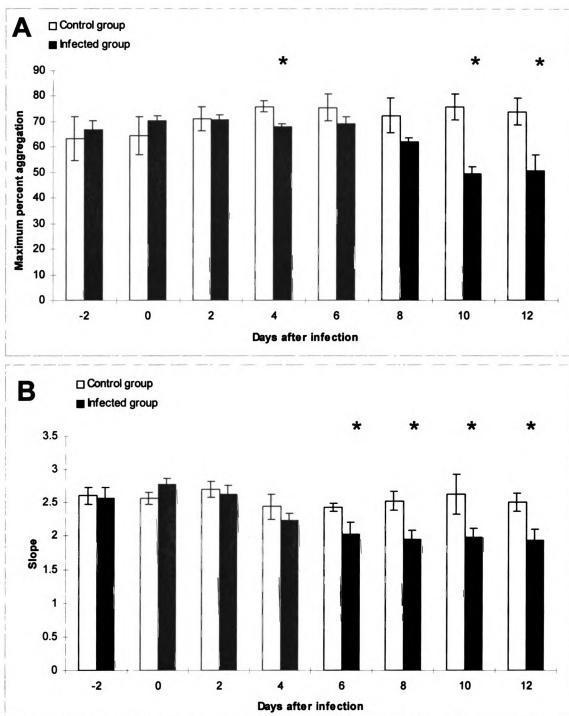 A
Control group
Infected group
* * *
Maximum percent aggregation
90
80
70
60
50
40
30
20
10
0
-2 0 2 4 6 8 10 12
Days after infection
B
Control group
Infected group
* * * *
Slope
3.5
3
2.5
2
1.5
1
0.5
0
-2 0 2 4 6 8 10 12
Days after infection